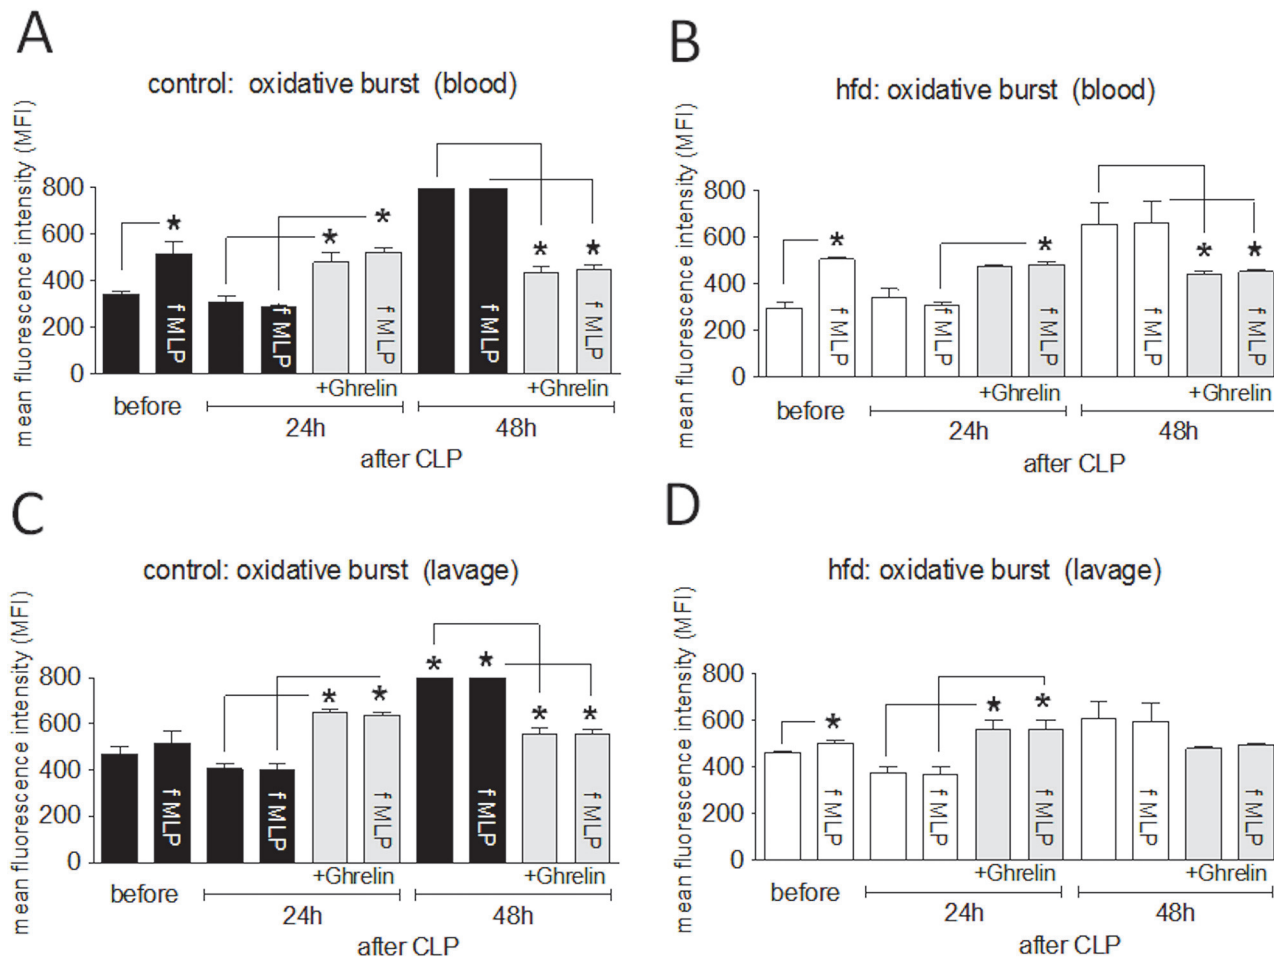 A
control: oxidative burst (blood)
mean fluorescence intensity (MFI)
800
600
400
200
0
*
*
*
*
*
f MLP
f MLP
f MLP
f MLP
f MLP
+Ghrelin
+Ghrelin
before
24h
48h
after CLP
B
hfd: oxidative burst (blood)
mean fluorescence intensity (MFI)
800
600
400
200
0
*
*
*
*
f MLP
f MLP
f MLP
f MLP
f MLP
+Ghrelin
+Ghrelin
before
24h
48h
after CLP
C
control: oxidative burst (lavage)
mean fluorescence intensity (MFI)
800
600
400
200
0
*
*
*
*
*
*
f MLP
f MLP
f MLP
f MLP
f MLP
+Ghrelin
+Ghrelin
before
24h
48h
after CLP
D
hfd: oxidative burst (lavage)
mean fluorescence intensity (MFI)
800
600
400
200
0
*
*
*
f MLP
f MLP
f MLP
f MLP
f MLP
+Ghrelin
+Ghrelin
before
24h
48h
after CLP